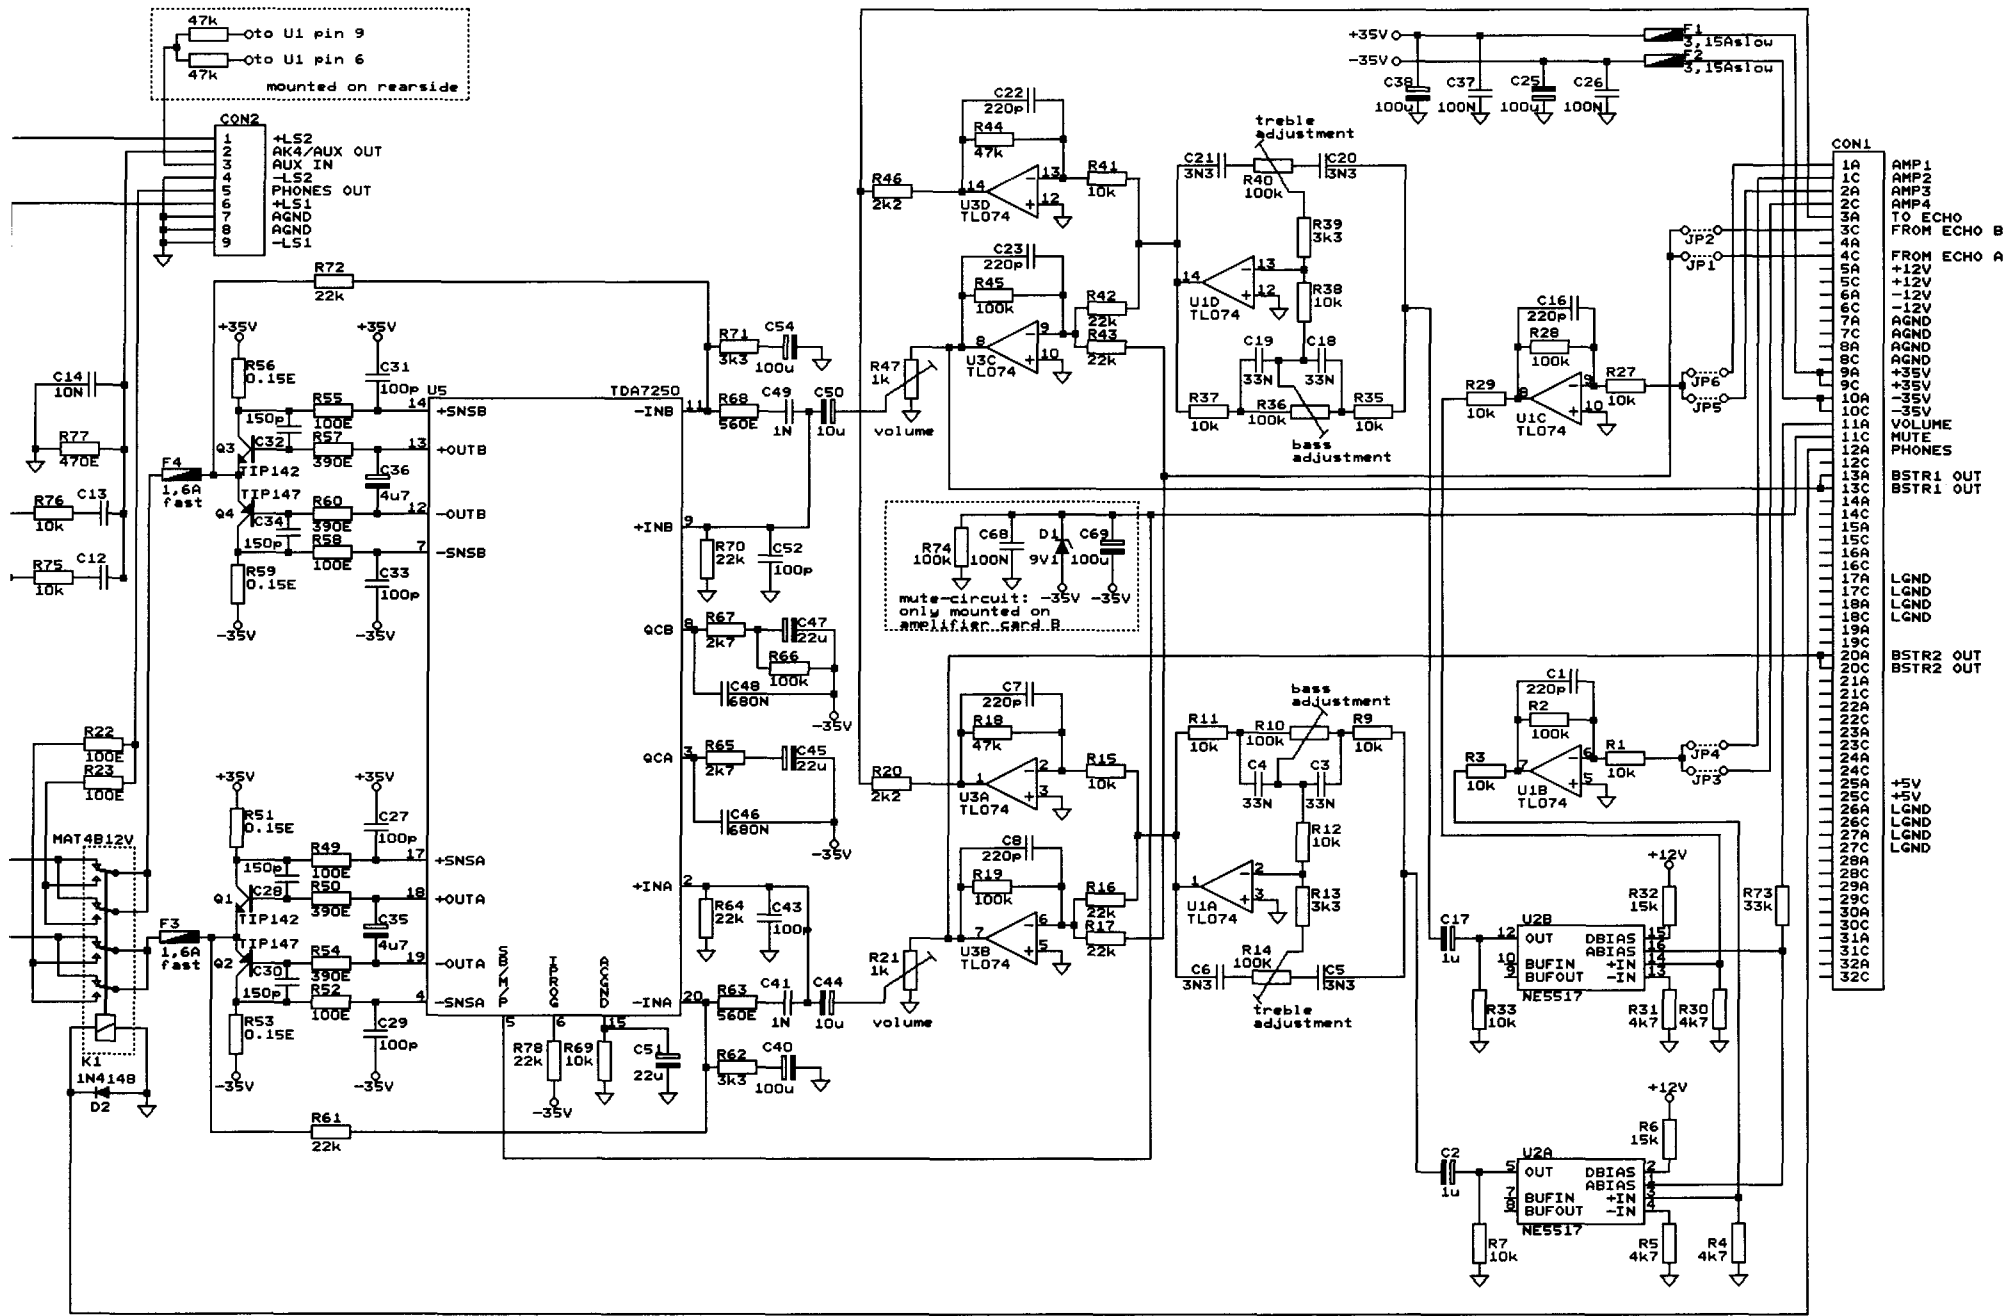 47k
to U1 pin 9
to U1 pin 6
47k
mounted on rearside
CON2
1 +LS2
2 AK4/AUX OUT
3 AUX IN
4 -LS2
5 PHONES OUT
6 +LS1
7 AGND
8 AGND
9 -LS1
R72
22k
+35V
+35V
R56
0.15E
C31
100p
C14
10N
R77
470E
R76
10k
C13
R75
10k
C12
F4
1,6A
fast
150p
R55
100E
C32
R57
390E
Q3
TIP142
C36
4u7
TIP147
Q4
R60
390E
C34
150p
R58
100E
R59
0.15E
C33
100p
-35V
-35V
U5
TDA7250
14 +SNSB
13 +OUTB
12 -OUTB
7 -SNSB
17 +SNSA
18 +OUTA
19 -OUTA
4 -SNSA
-INB 11
+INB 9
QCB 8
QCA 3
+INA 2
-INA 20
SB/M/P
IPROG
ACGND
5
6
15
R71
3k3
C54
100u
R68
560E
C49
1N
C50
10u
R47
1k
volume
R70
22k
C52
100p
R67
2k7
C47
22u
R66
100k
C48
680N
-35V
R65
2k7
C45
22u
C46
680N
-35V
R64
22k
C43
100p
R63
560E
C41
1N
C44
10u
R21
1k
volume
R62
3k3
C40
100u
R78
22k
R69
10k
C51
22u
-35V
R22
100E
R23
100E
MAT4B12V
K1
1N4148
D2
F3
1,6A
fast
+35V
+35V
R51
0.15E
C27
100p
150p
R49
100E
C28
R50
390E
Q1
TIP142
C35
4u7
TIP147
Q2
R54
390E
C30
150p
R52
100E
R53
0.15E
C29
100p
-35V
-35V
R61
22k
C22
220p
R44
47k
R46
2k2
14
13
12
U3D
TL074
R41
10k
C23
220p
R45
100k
8
9
10
U3C
TL074
R42
22k
R43
22k
treble
adjustment
C21
3N3
R40
100k
C20
3N3
R39
3k3
14
13
12
U1D
TL074
R38
10k
C19
33N
C18
33N
R37
10k
R36
100k
R35
10k
bass
adjustment
R74
100k
C68
100N
D1
9V1
C69
100u
-35V
-35V
mute-circuit:
only mounted on
amplifier card B
C7
220p
R18
47k
R20
2k2
1
2
3
U3A
TL074
R15
10k
C8
220p
R19
100k
7
6
5
U3B
TL074
R16
22k
R17
22k
bass
adjustment
R11
10k
R10
100k
R9
10k
C4
33N
C3
33N
R12
10k
1
2
3
U1A
TL074
R13
3k3
R14
100k
C6
3N3
C5
3N3
treble
adjustment
+35V
-35V
F1
3,15Aslow
F2
3,15Aslow
C38
100u
C37
100N
C25
100u
C26
100N
JP2
JP1
C16
220p
R28
100k
R29
10k
8
9
10
U1C
TL074
R27
10k
JP6
JP5
C1
220p
R2
100k
R3
10k
7
6
5
U1B
TL074
R1
10k
JP4
JP3
+12V
R32
15k
R73
33k
C17
1u
U2B
12 OUT
DBIAS 15
ABIAS 16
10 BUFIN
+IN 14
9 BUFOUT
-IN 13
NE5517
R33
10k
R31
4k7
R30
4k7
+12V
R6
15k
C2
1u
U2A
5 OUT
DBIAS 2
ABIAS 1
7 BUFIN
+IN 3
8 BUFOUT
-IN 4
NE5517
R7
10k
R5
4k7
R4
4k7
CON1
1A AMP1
1C AMP2
2A AMP3
2C AMP4
3A TO ECHO
3C FROM ECHO B
4A
4C FROM ECHO A
5A +12V
5C +12V
6A -12V
6C -12V
7A AGND
7C AGND
8A AGND
8C AGND
9A +35V
9C +35V
10A -35V
10C -35V
11A VOLUME
11C MUTE
12A PHONES
12C
13A BSTR1 OUT
13C BSTR1 OUT
14A
14C
15A
15C
16A
16C
17A LGND
17C LGND
18A LGND
18C LGND
19A
19C
20A BSTR2 OUT
20C BSTR2 OUT
21A
21C
22A
22C
23A
23C
24A
24C
25A +5V
25C +5V
26A LGND
26C LGND
27A LGND
27C LGND
28A
28C
29A
29C
30A
30C
31A
31C
32A
32C